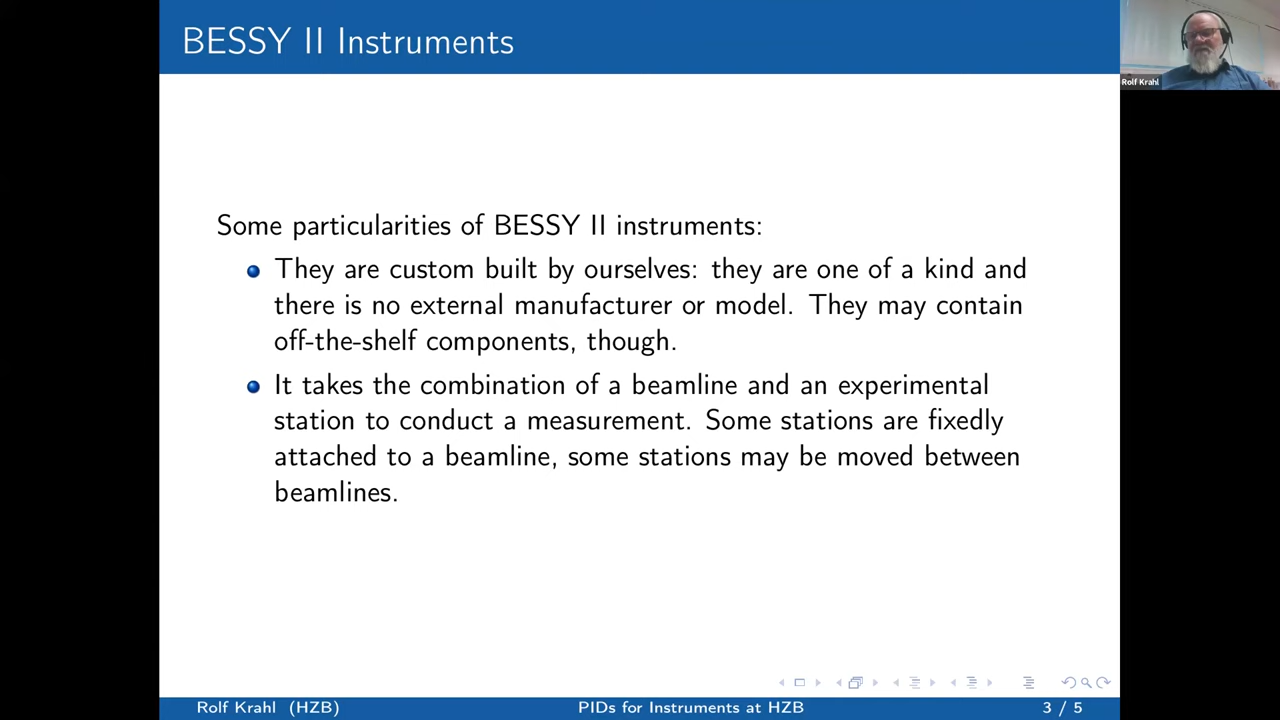 BESSY II Instruments
Rolf Krahl
Some particularities of BESSY II instruments:
They are custom built by ourselves: they are one of a kind and
there is no external manufacturer or model. They may contain
off-the-shelf components, though.
It takes the combination of a beamline and an experimental
station to conduct a measurement. Some stations are fixedly
attached to a beamline, some stations may be moved between
beamlines.
Rolf Krahl (HZB)
PIDs for Instruments at HZB
3 / 5